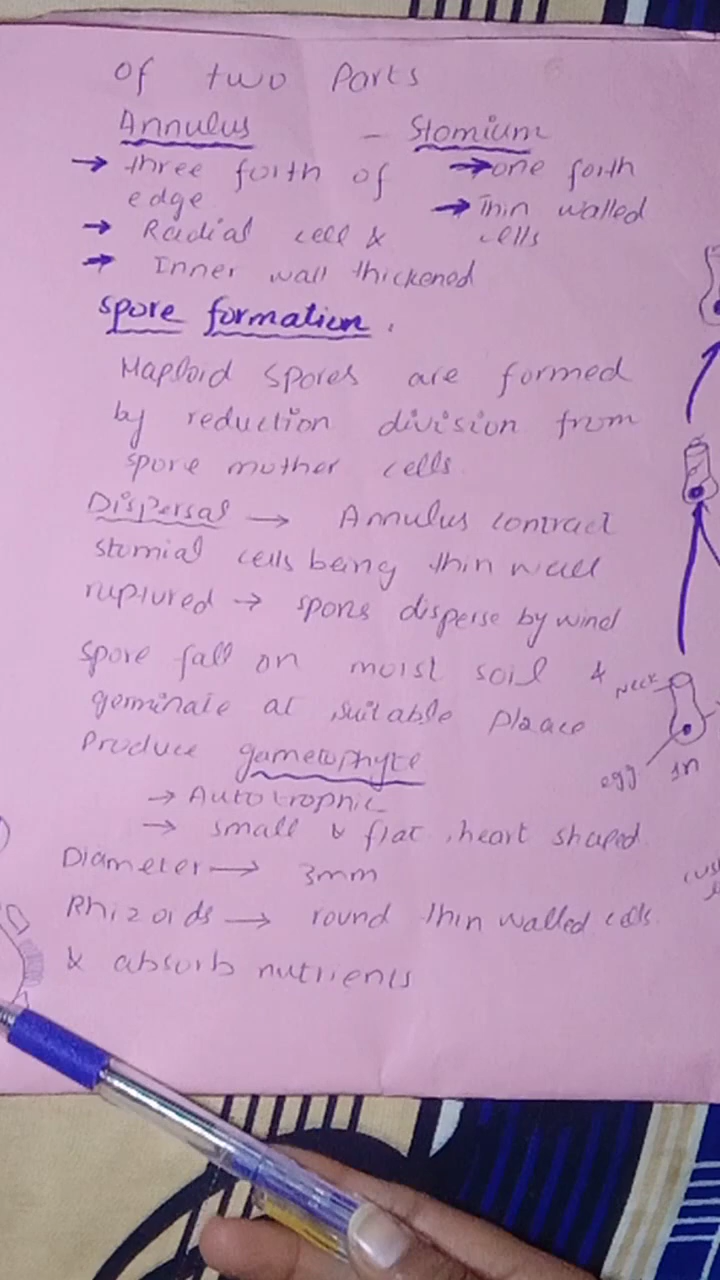 of two Parts
Annulus - Stomium
→ three forth of → one forth
edge → Thin walled
→ Radial cell & cells
→ Inner wall thickened
spore formation.
Haploid spores are formed
by reduction division from
spore mother cells
Dispersal → Annulus contract
stomial cells being thin wall
ruptured → spors disperse by wind
spore fall on moist soil &
germinate at suitable plaace
Produce gametophyte
→ Autotrophic
→ small & flat, heart shaped
Diameter → 3mm
Rhizoids → round thin walled cells
& absorb nutrients
Neck
egg